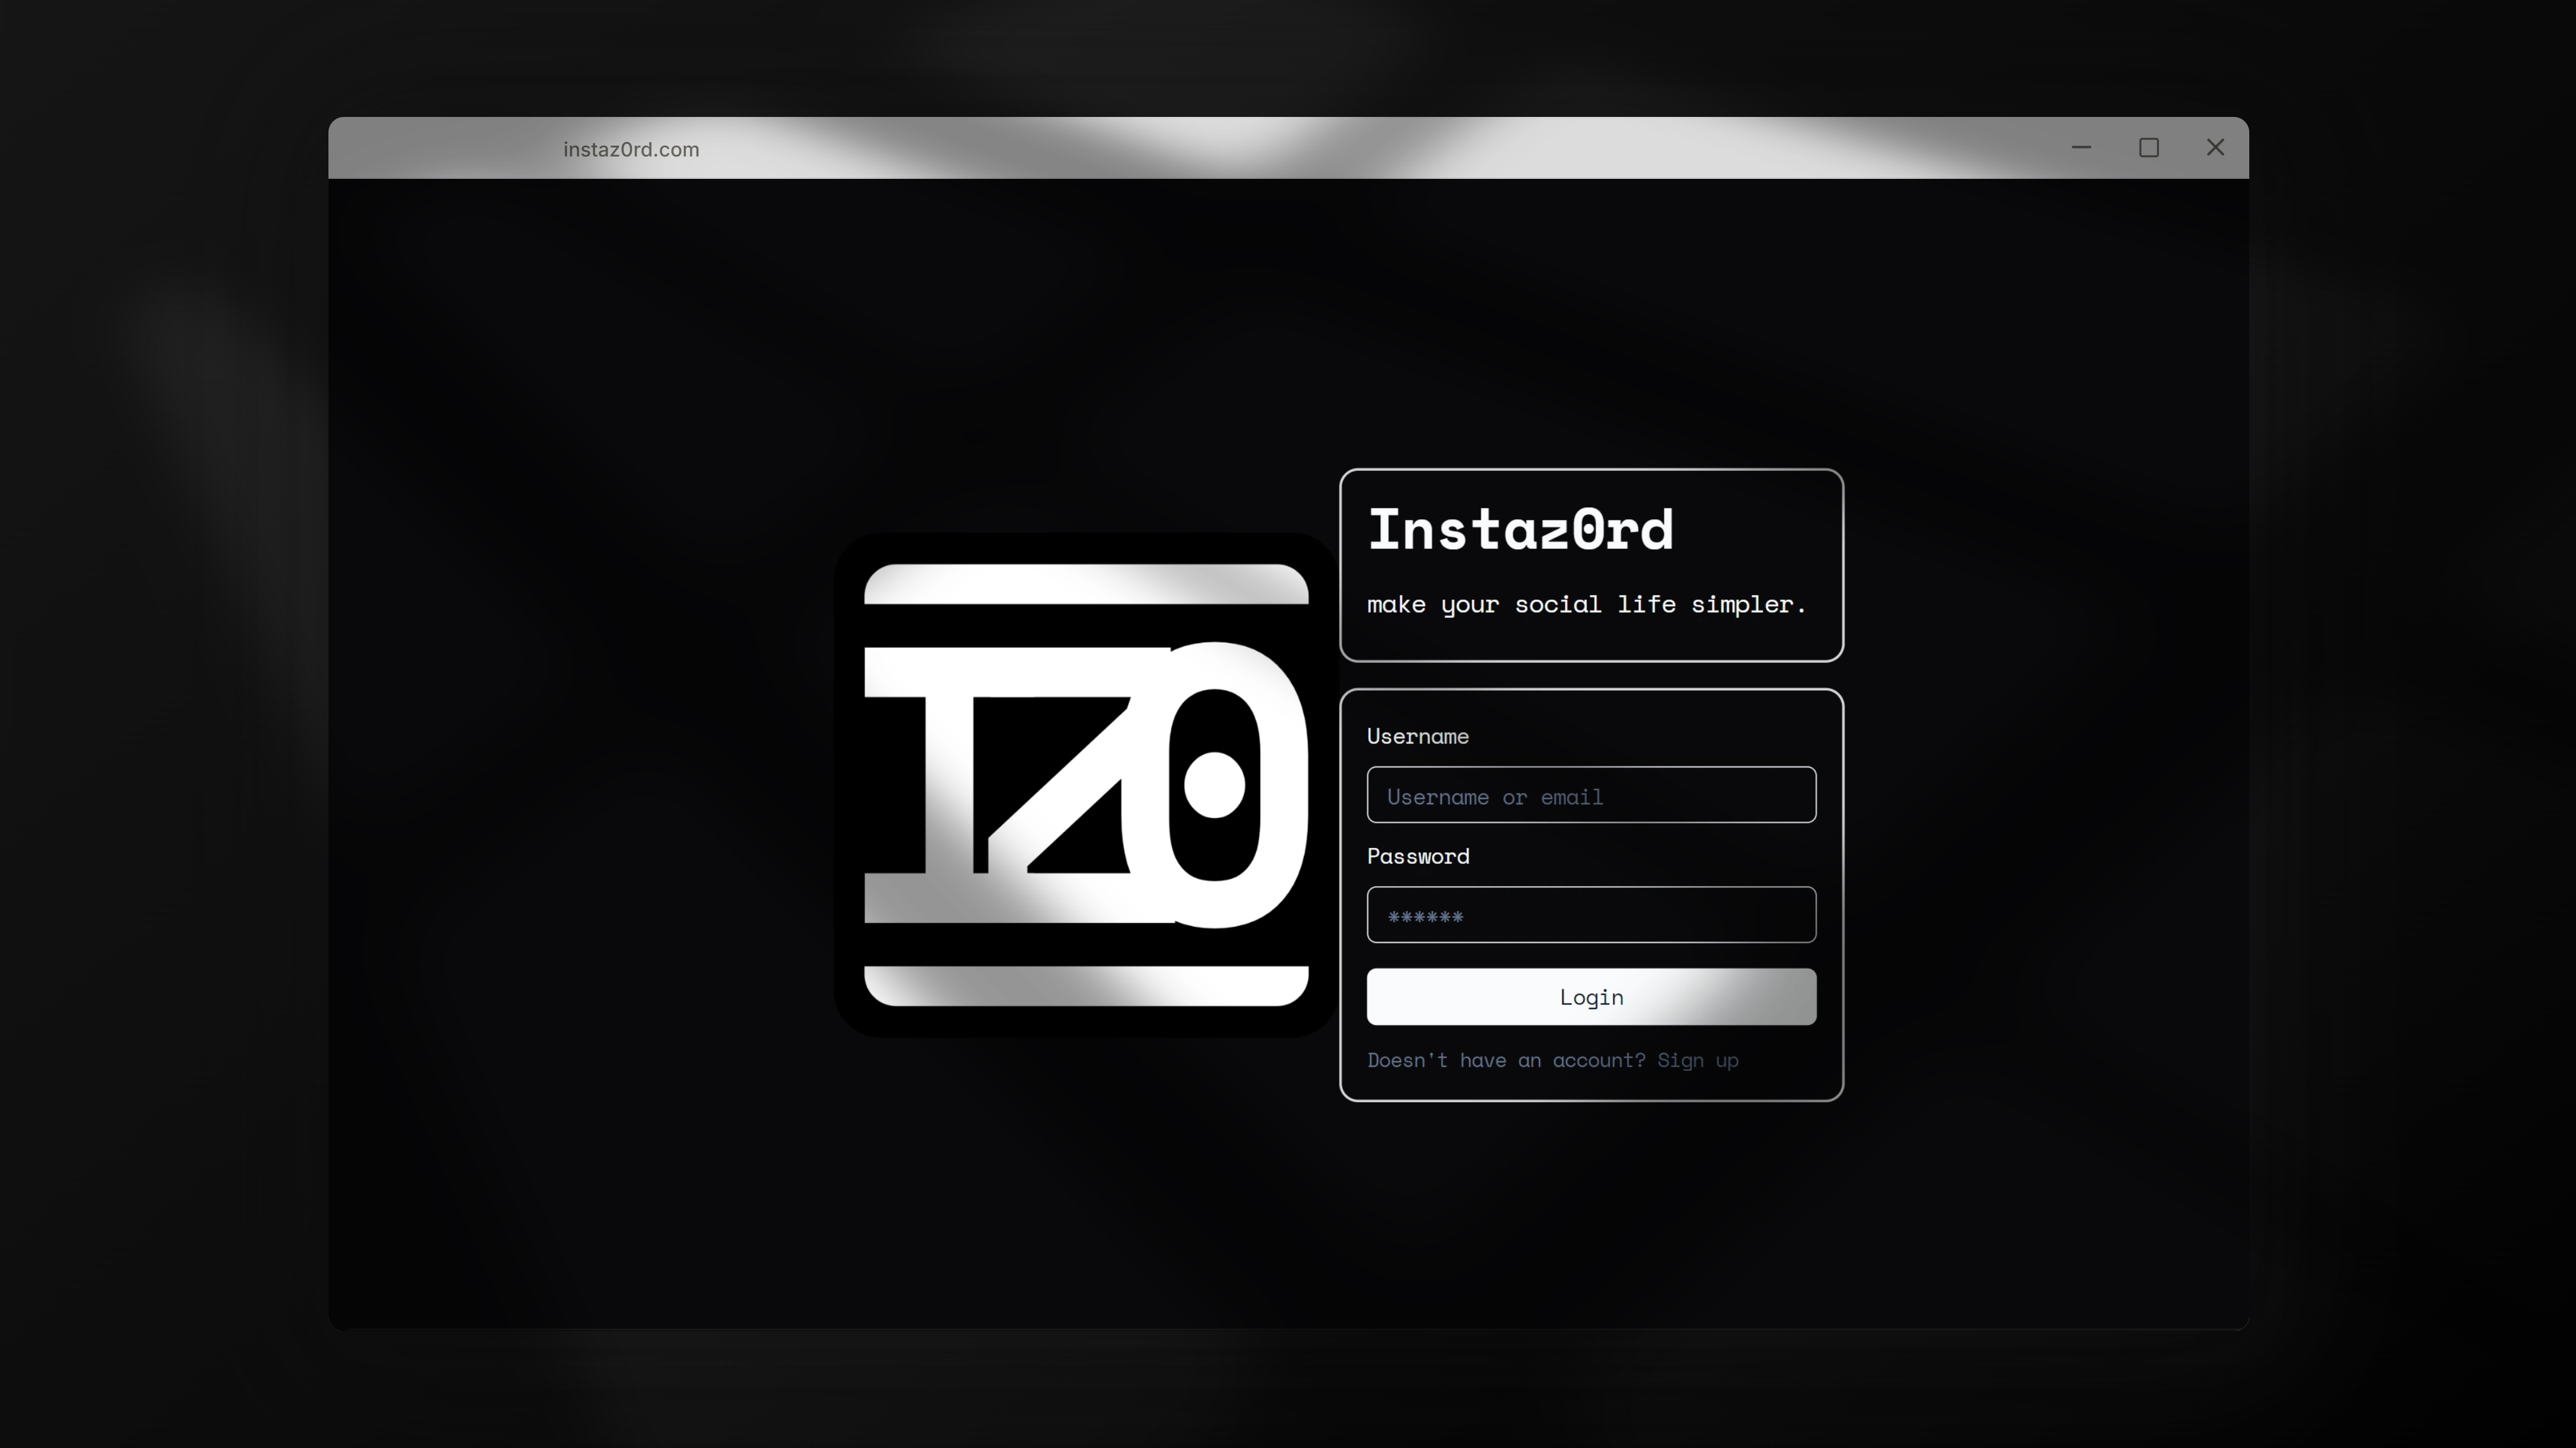 instaz0rd.com
Iz0
Instaz0rd
make your social life simpler.
Username
Username or email
Password
******
Login
Doesn't have an account? Sign up